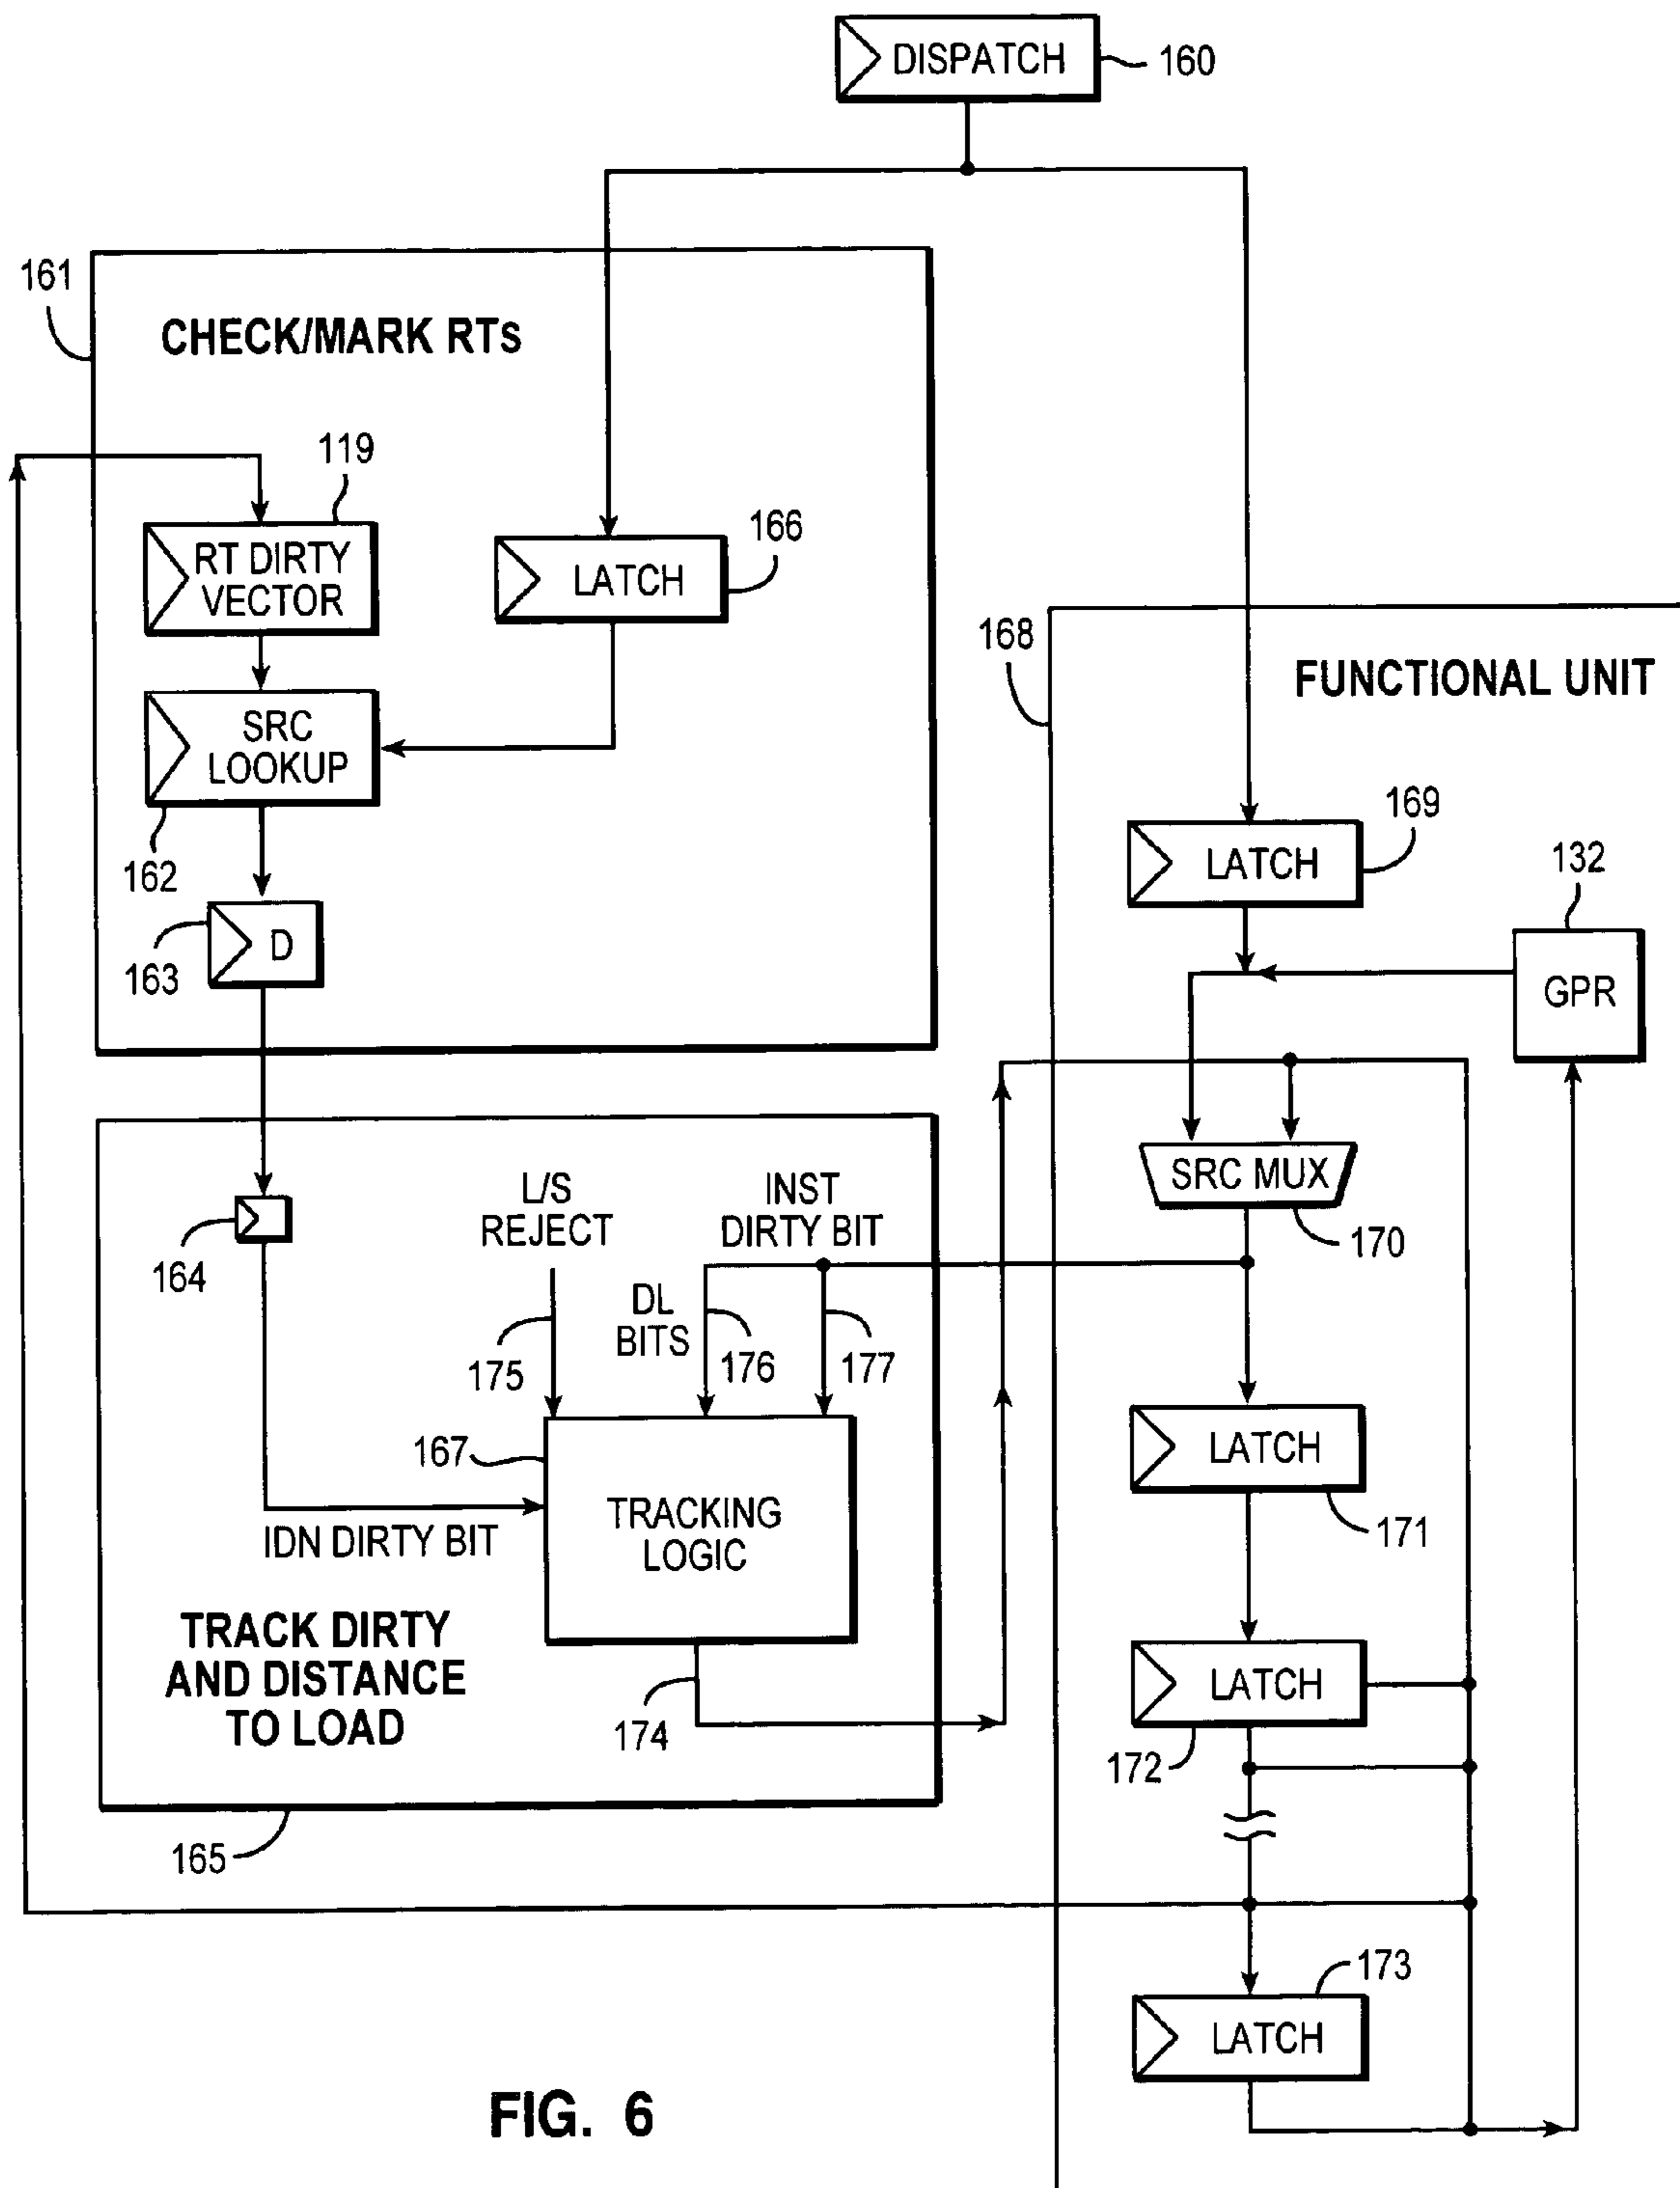 DISPATCH
160
161
CHECK/MARK RTs
119
RT DIRTY
VECTOR
LATCH
166
168
FUNCTIONAL UNIT
SRC
LOOKUP
162
LATCH
169
132
GPR
D
163
SRC MUX
170
164
L/S
REJECT
INST
DIRTY BIT
DL
BITS
175
176
177
LATCH
171
167
TRACKING
LOGIC
IDN DIRTY BIT
TRACK DIRTY
AND DISTANCE
TO LOAD
174
LATCH
172
165
173
LATCH
FIG. 6